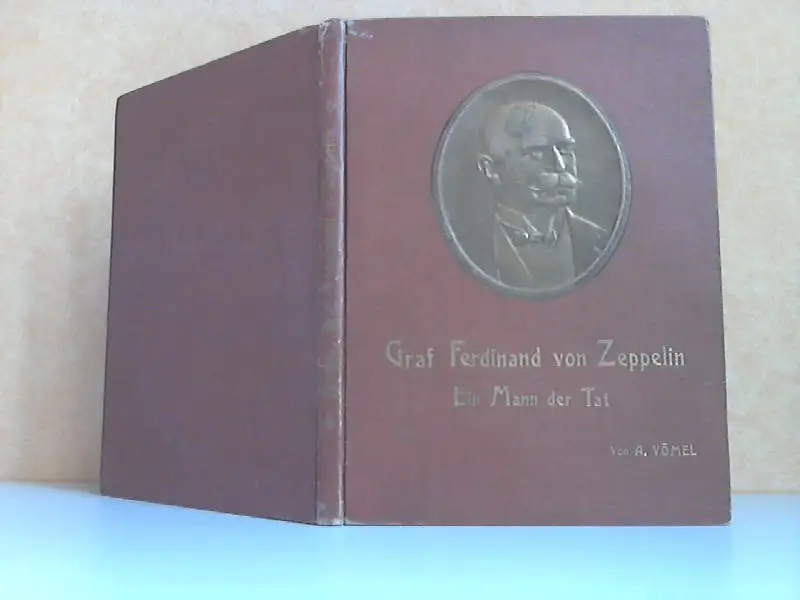 Graf Ferdinand von Zeppelin
Ein Mann der Tat
Von A. VÖMEL